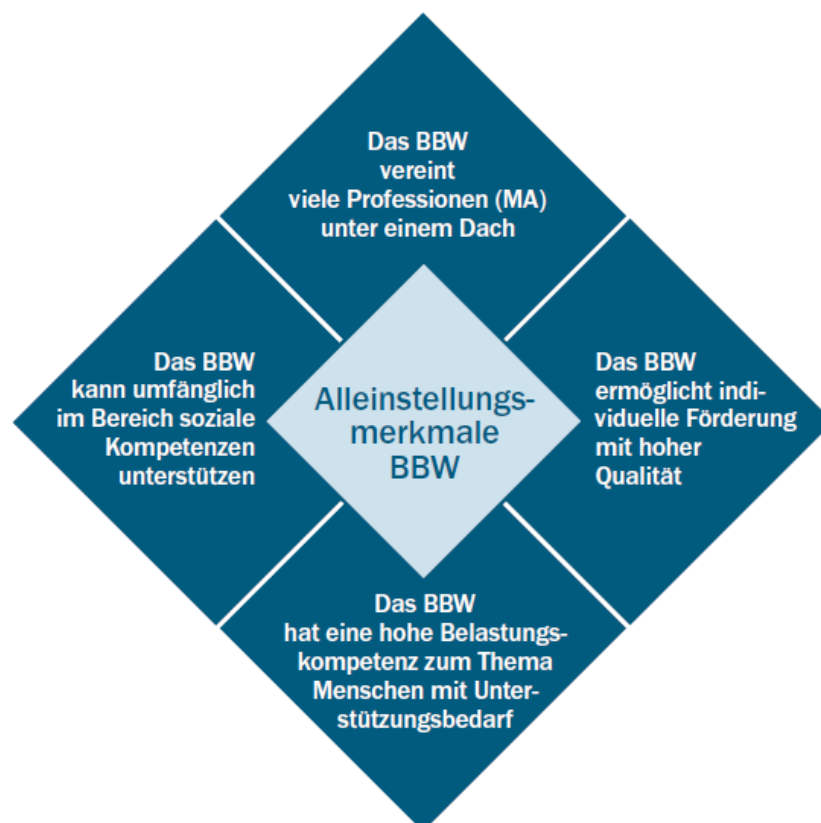 Das BBW
vereint
viele Professionen (MA)
unter einem Dach
Das BBW
kann umfänglich
im Bereich soziale
Kompetenzen
unterstützen
Alleinstellungs-
merkmale
BBW
Das BBW
ermöglicht indi-
viduelle Förderung
mit hoher
Qualität
Das BBW
hat eine hohe Belastungs-
kompetenz zum Thema
Menschen mit Unter-
stützungsbedarf